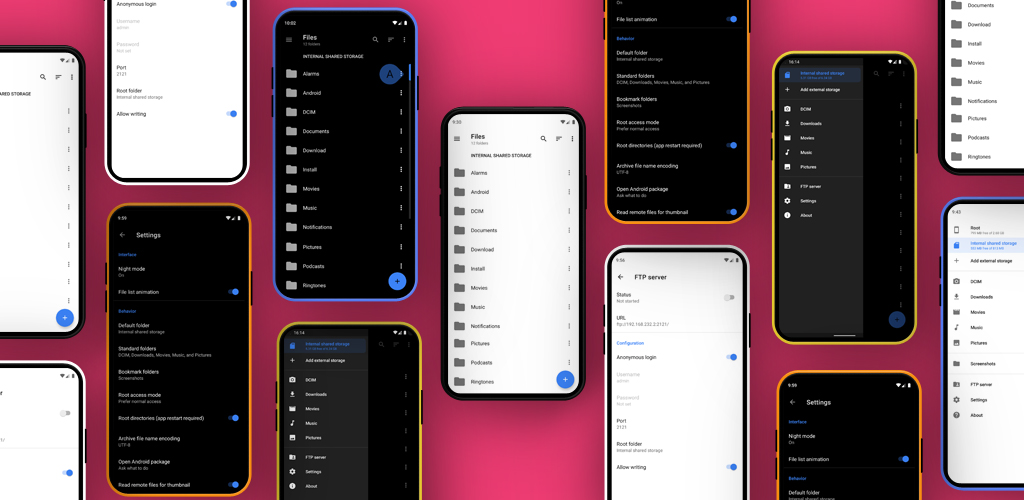 Anonymous login
Username
admin
Password
Not set
Port
2121
Root folder
Internal shared storage
Allow writing
9:59
Settings
Interface
Night mode
On
File list animation
Behavior
Default folder
Internal shared storage
Standard folders
DCIM, Downloads, Movies, Music, and Pictures
Bookmark folders
Screenshots
Root access mode
Prefer normal access
Root directories (app restart required)
Archive file name encoding
UTF-8
Open Android package
Ask what to do
Read remote files for thumbnail
10:02
Files
12 folders
INTERNAL SHARED STORAGE
Alarms
A
Android
DCIM
Documents
Download
Install
Movies
Music
Notifications
Pictures
Podcasts
Ringtones
16:14
Internal shared storage
Add external storage
DCIM
Downloads
Movies
Music
Pictures
FTP server
Settings
About
9:33
Files
12 folders
INTERNAL SHARED STORAGE
Alarms
Android
DCIM
Documents
Download
Install
Movies
Music
Notifications
Pictures
Podcasts
Ringtones
On
File list animation
Behavior
Default folder
Internal shared storage
Standard folders
DCIM, Downloads, Movies, Music, and Pictures
Bookmark folders
Screenshots
Root access mode
Prefer normal access
Root directories (app restart required)
Archive file name encoding
UTF-8
Open Android package
Ask what to do
Read remote files for thumbnail
9:56
FTP server
Status
Not started
URL
ftp://192.168.232.2:2121/
Configuration
Anonymous login
Username
admin
Password
Not set
Port
2121
Root folder
Internal shared storage
Allow writing
16:14
Internal shared storage
Add external storage
DCIM
Downloads
Movies
Music
Pictures
FTP server
Settings
About
9:59
Settings
Interface
Night mode
On
File list animation
Behavior
Default folder
Internal shared storage
Documents
Download
Install
Movies
Music
Notifications
Pictures
Podcasts
Ringtones
9:43
Root
Internal shared storage
Add external storage
DCIM
Downloads
Movies
Music
Pictures
Screenshots
FTP server
Settings
About